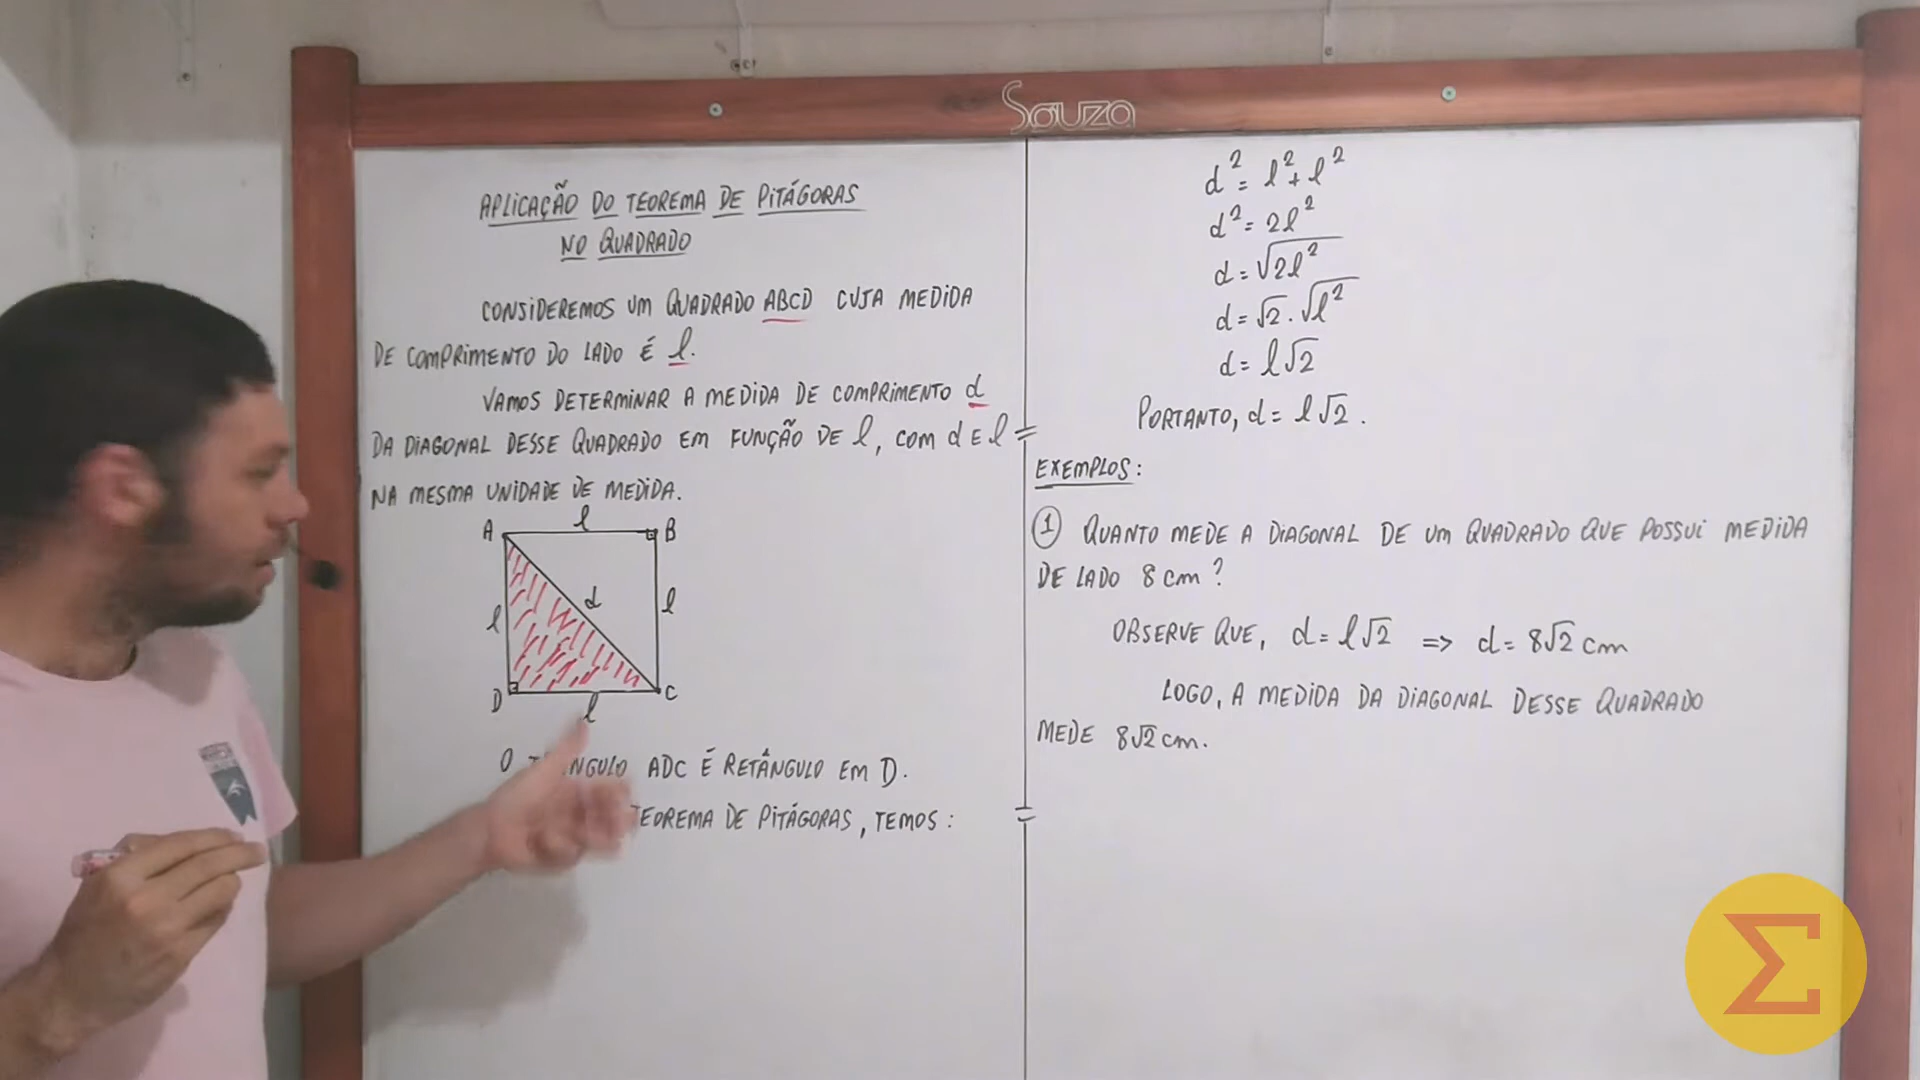 Souza
APLICAÇÃO DO TEOREMA DE PITÁGORAS
NO QUADRADO
CONSIDEREMOS UM QUADRADO ABCD CUJA MEDIDA
DE COMPRIMENTO DO LADO É l.
VAMOS DETERMINAR A MEDIDA DE COMPRIMENTO d
DA DIAGONAL DESSE QUADRADO EM FUNÇÃO DE l, COM d E l
NA MESMA UNIDADE DE MEDIDA.
A l B
l d l
D l C
O ADC É RETÂNGULO EM D.
TEOREMA DE PITÁGORAS, TEMOS:
d² = l² + l²
d² = 2l²
d = √2l²
d = √2 . √l²
d = l√2
PORTANTO, d = l√2.
EXEMPLOS:
1 QUANTO MEDE A DIAGONAL DE UM QUADRADO QUE POSSUI MEDIDA
DE LADO 8 cm?
OBSERVE QUE, d = l√2 => d = 8√2 cm
LOGO, A MEDIDA DA DIAGONAL DESSE QUADRADO
MEDE 8√2 cm.
Σ